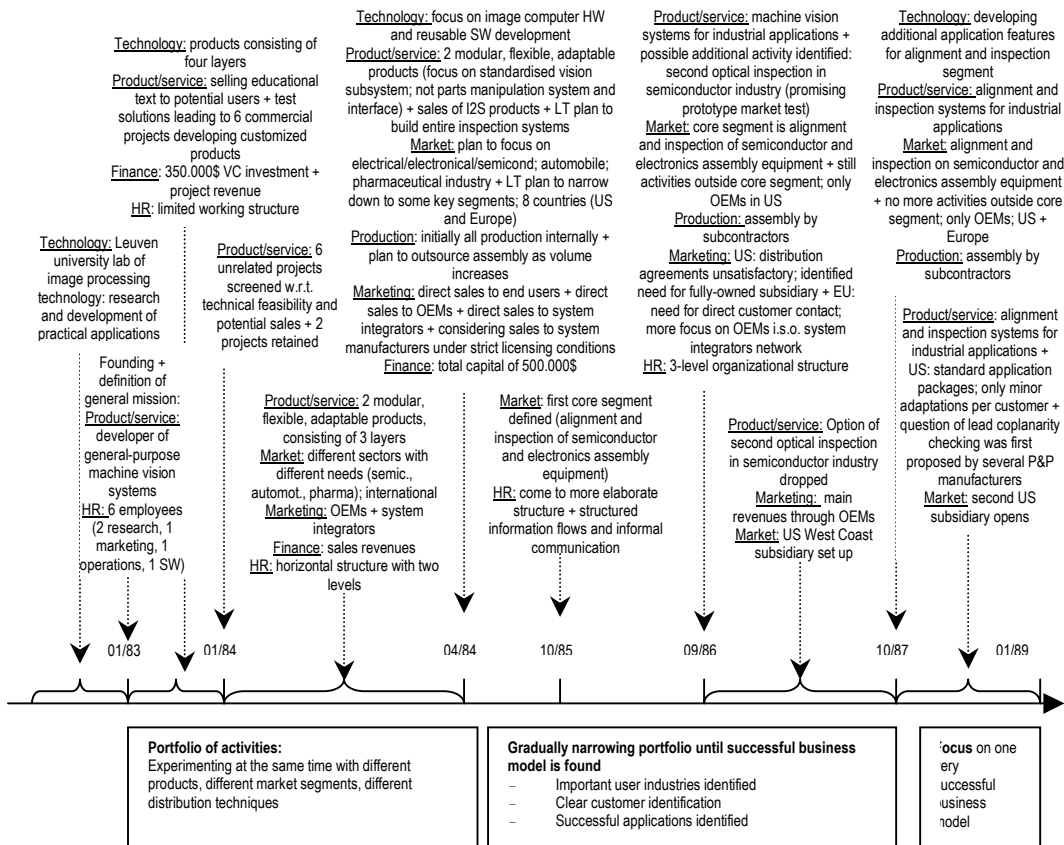 Technology: products consisting of
four layers
Product/service: selling educational
text to potential users + test
solutions leading to 6 commercial
projects developing customized
products
Finance: 350.000$ VC investment +
project revenue
HR: limited working structure
Technology: focus on image computer HW
and reusable SW development
Product/service: 2 modular, flexible, adaptable
products (focus on standardised vision
subsystem; not parts manipulation system and
interface) + sales of I2S products + LT plan to
build entire inspection systems
Market: plan to focus on
electrical/electronical/semicond; automobile;
pharmaceutical industry + LT plan to narrow
down to some key segments; 8 countries (US
and Europe)
Production: initially all production internally +
plan to outsource assembly as volume
increases
Marketing: direct sales to end users + direct
sales to OEMs + direct sales to system
integrators + considering sales to system
manufacturers under strict licensing conditions
Finance: total capital of 500.000$
Product/service: machine vision
systems for industrial applications +
possible additional activity identified:
second optical inspection in
semiconductor industry (promising
prototype market test)
Market: core segment is alignment
and inspection of semiconductor and
electronics assembly equipment + still
activities outside core segment; only
OEMs in US
Production: assembly by
subcontractors
Marketing: US: distribution
agreements unsatisfactory; identified
need for fully-owned subsidiary + EU:
need for direct customer contact;
more focus on OEMs i.s.o. system
integrators network
HR: 3-level organizational structure
Technology: developing
additional application features
for alignment and inspection
segment
Product/service: alignment and
inspection systems for industrial
applications
Market: alignment and
inspection on semiconductor and
electronics assembly equipment
+ no more activities outside core
segment; only OEMs; US +
Europe
Production: assembly by
subcontractors
Technology: Leuven
university lab of
image processing
technology: research
and development of
practical applications
Product/service: 6
unrelated projects
screened w.r.t.
technical feasibility and
potential sales + 2
projects retained
Founding +
definition of
general mission:
Product/service:
developer of
general-purpose
machine vision
systems
HR: 6 employees
(2 research, 1
marketing, 1
operations, 1 SW)
Product/service: 2 modular,
flexible, adaptable products,
consisting of 3 layers
Market: different sectors with
different needs (semic.,
automot., pharma); international
Marketing: OEMs + system
integrators
Finance: sales revenues
HR: horizontal structure with two
levels
Market: first core segment
defined (alignment and
inspection of semiconductor
and electronics assembly
equipment)
HR: come to more elaborate
structure + structured
information flows and informal
communication
Product/service: Option of
second optical inspection
in semiconductor industry
dropped
Marketing: main
revenues through OEMs
Market: US West Coast
subsidiary set up
Product/service: alignment
and inspection systems for
industrial applications +
US: standard application
packages; only minor
adaptations per customer +
question of lead coplanarity
checking was first
proposed by several P&P
manufacturers
Market: second US
subsidiary opens
01/83 01/84 04/84 10/85 09/86 10/87 01/89
Portfolio of activities:
Experimenting at the same time with different
products, different market segments, different
distribution techniques
Gradually narrowing portfolio until successful business
model is found
– Important user industries identified
– Clear customer identification
– Successful applications identified
Focus on one
ery
uccessful
usiness
nodel